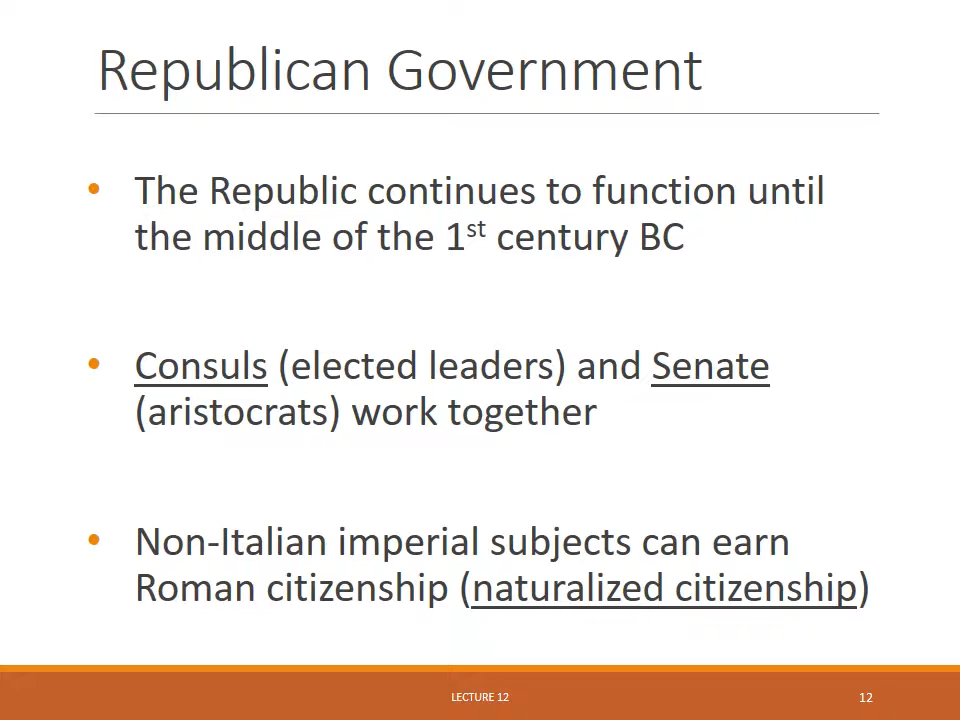 Republican Government
• The Republic continues to function until
the middle of the 1st century BC
• Consuls (elected leaders) and Senate
(aristocrats) work together
• Non-Italian imperial subjects can earn
Roman citizenship (naturalized citizenship)
LECTURE 12
12